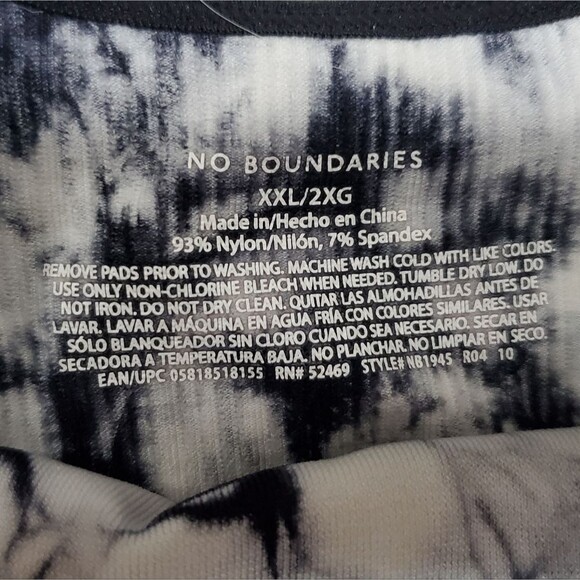 NO BOUNDARIES
XXL/2XG
Made in/Hecho en China
93% Nylon/Nilón, 7% Spandex
REMOVE PADS PRIOR TO WASHING. MACHINE WASH COLD WITH LIKE COLORS.
USE ONLY NON-CHLORINE BLEACH WHEN NEEDED. TUMBLE DRY LOW. DO
NOT IRON. DO NOT DRY CLEAN. QUITAR LAS ALMOHADILLAS ANTES DE
LAVAR. LAVAR A MÁQUINA EN AGUA FRÍA CON COLORES SIMILARES. USAR
SÓLO BLANQUEADOR SIN CLORO CUANDO SEA NECESARIO. SECAR EN
SECADORA A TEMPERATURA BAJA. NO PLANCHAR. NO LIMPIAR EN SECO.
EAN/UPC 05818518155 RN# 52469 STYLE# NB1945 R04 10